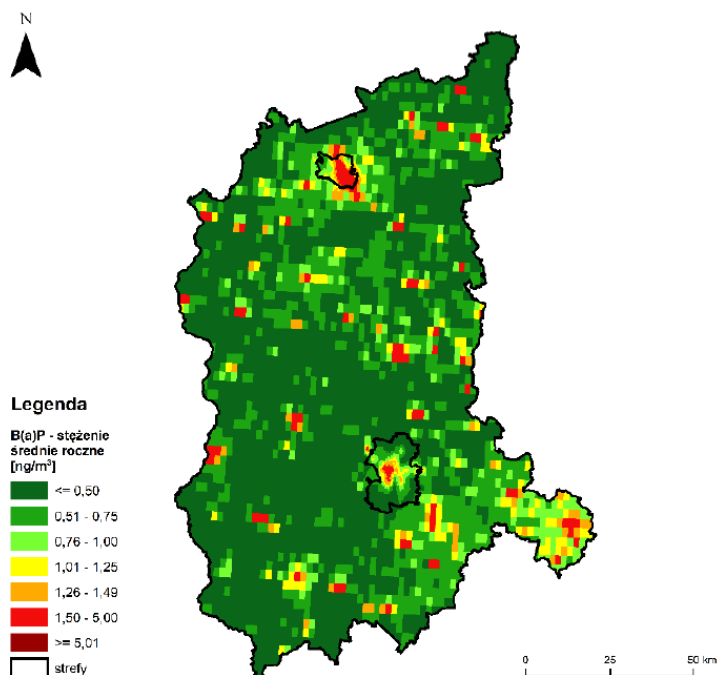 N
Legenda
B(a)P - stężenie
średnie roczne
[ng/m³]
<= 0,50
0,51 - 0,75
0,76 - 1,00
1,01 - 1,25
1,26 - 1,49
1,50 - 5,00
>= 5,01
strefy
0 25 50 km